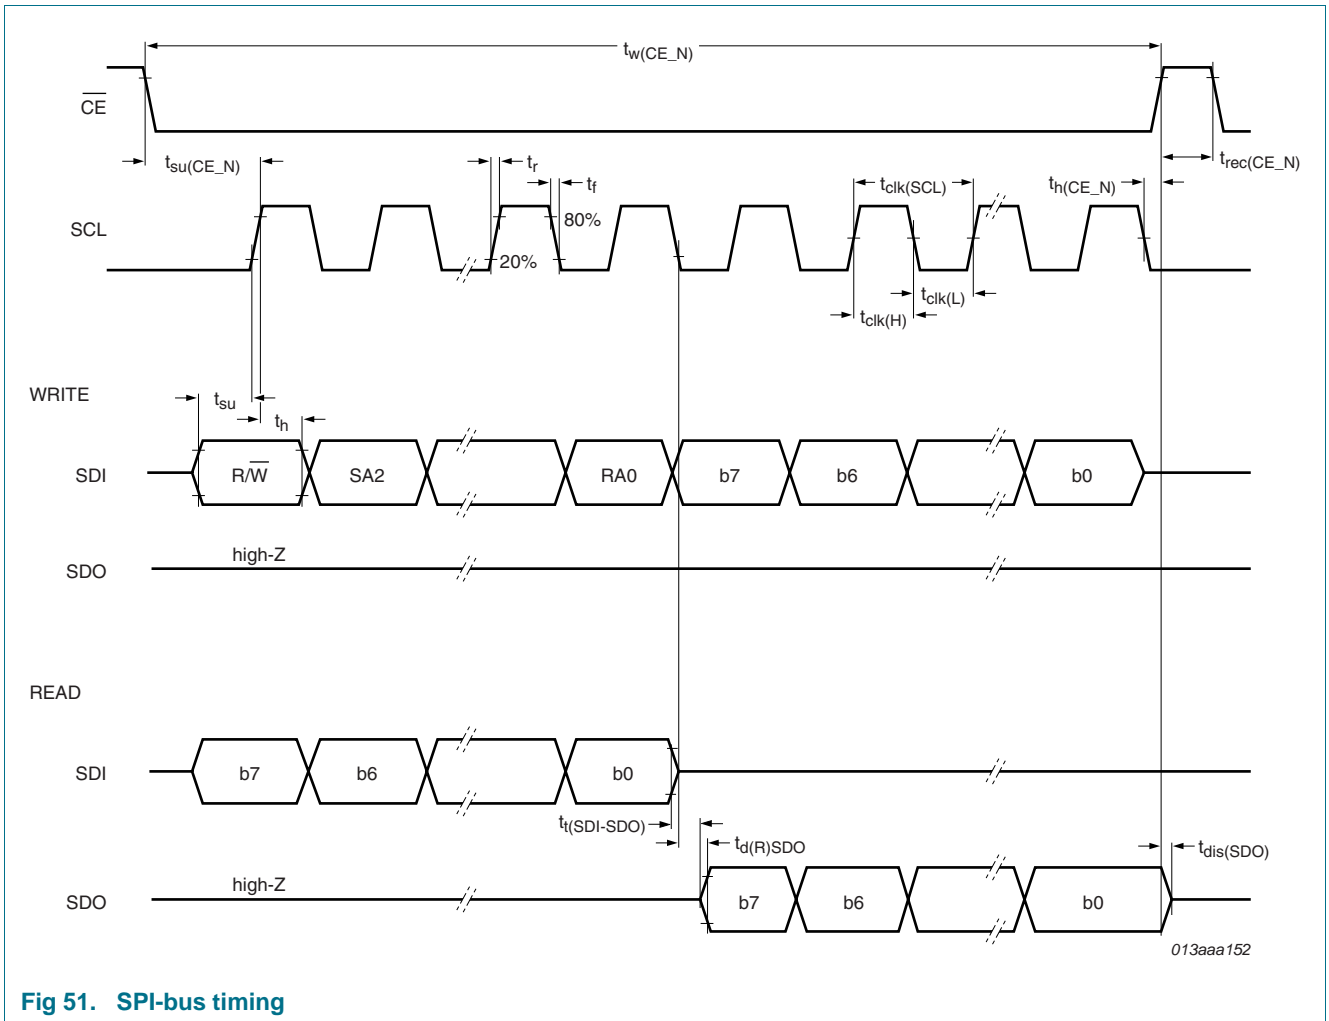 tw(CE_N)
CE
tsu(CE_N)
tr
tf
tclk(SCL)
th(CE_N)
trec(CE_N)
SCL
80%
20%
tclk(L)
tclk(H)
WRITE
tsu
th
SDI
R/W
SA2
RA0
b7
b6
b0
SDO
high-Z
READ
SDI
b7
b6
b0
tt(SDI-SDO)
td(R)SDO
tdis(SDO)
SDO
high-Z
b7
b6
b0
013aaa152
Fig 51. SPI-bus timing